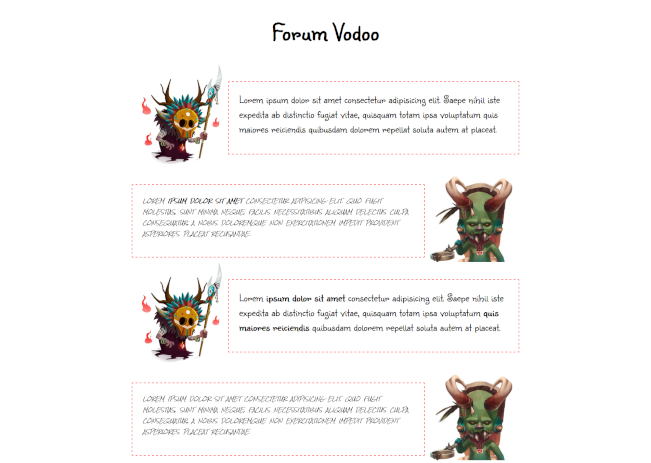 Forum Vodoo
Lorem ipsum dolor sit amet consectetur adipisicing elit. Saepe nihil iste
expedita ab distinctio fugiat vitae, quisquam totam ipsa voluptatum quis
maiores reiciendis quibusdam dolorem repellat soluta autem at placeat.
LOREM IPSUM DOLOR SIT AMET CONSECTETUR ADIPISICING ELIT. QUO FUGIT
MOLESTIAS, SUNT MINIMA NEQUE FACILIS NECESSITATIBUS ALIQUAM DELECTUS CULPA
CONSEQUUNTUR A, NOBIS DOLOREMQUE NON EXERCITATIONEM IMPEDIT PROVIDENT
ASPERIORES PLACEAT RECUSANDAE.
Lorem ipsum dolor sit amet consectetur adipisicing elit. Saepe nihil iste
expedita ab distinctio fugiat vitae, quisquam totam ipsa voluptatum quis
maiores reiciendis quibusdam dolorem repellat soluta autem at placeat.
LOREM IPSUM DOLOR SIT AMET CONSECTETUR ADIPISICING ELIT. QUO FUGIT
MOLESTIAS, SUNT MINIMA NEQUE FACILIS NECESSITATIBUS ALIQUAM DELECTUS CULPA
CONSEQUUNTUR A, NOBIS DOLOREMQUE NON EXERCITATIONEM IMPEDIT PROVIDENT
ASPERIORES PLACEAT RECUSANDAE.